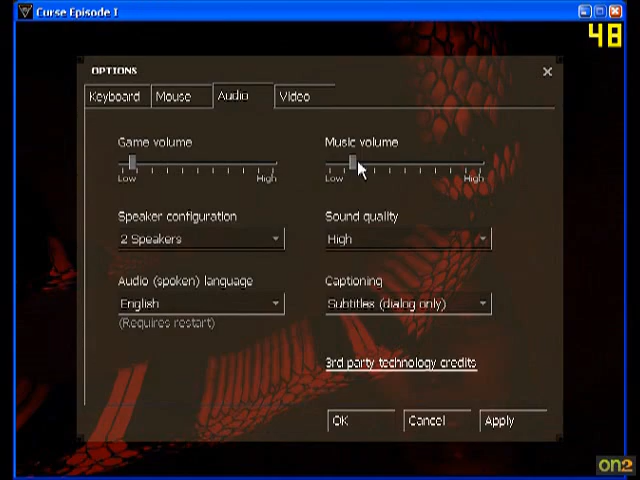 Curse Episode I
48
OPTIONS
Keyboard Mouse Audio Video
Game volume Music volume
Low High Low High
Speaker configuration Sound quality
2 Speakers High
Audio (spoken) language Captioning
English Subtitles (dialog only)
(Requires restart)
3rd party technology credits
OK Cancel Apply
on2